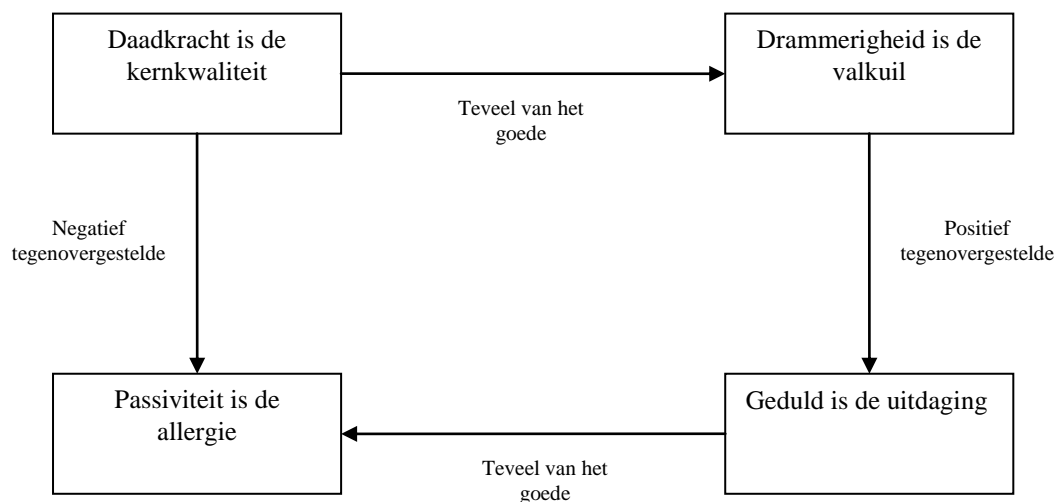 Daadkracht is de
kernkwaliteit
Drammerigheid is de
valkuil
Teveel van het
goede
Negatief
tegenovergestelde
Positief
tegenovergestelde
Passiviteit is de
allergie
Geduld is de uitdaging
Teveel van het
goede